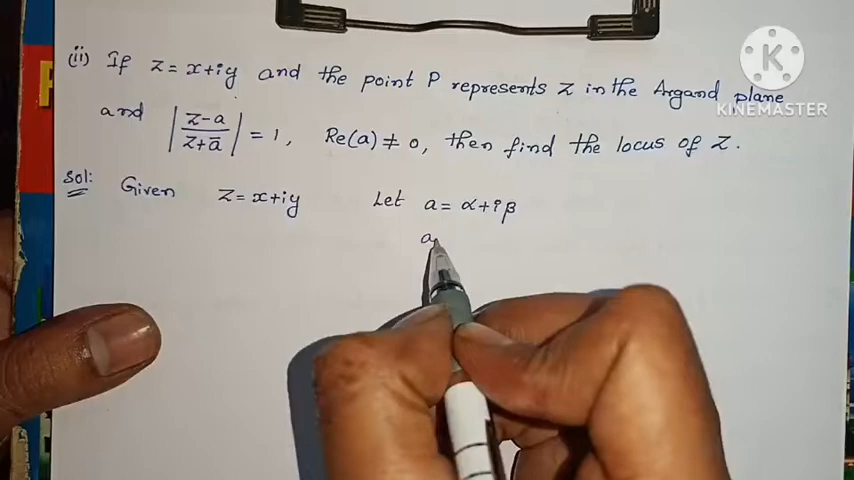 (ii) If z = x+iy and the point P represents z in the Argand plane
and |z-a / z+a̅| = 1, Re(a) ≠ 0, then find the locus of z.
Sol: Given z = x+iy Let a = α+iβ
a
K
KINEMASTER